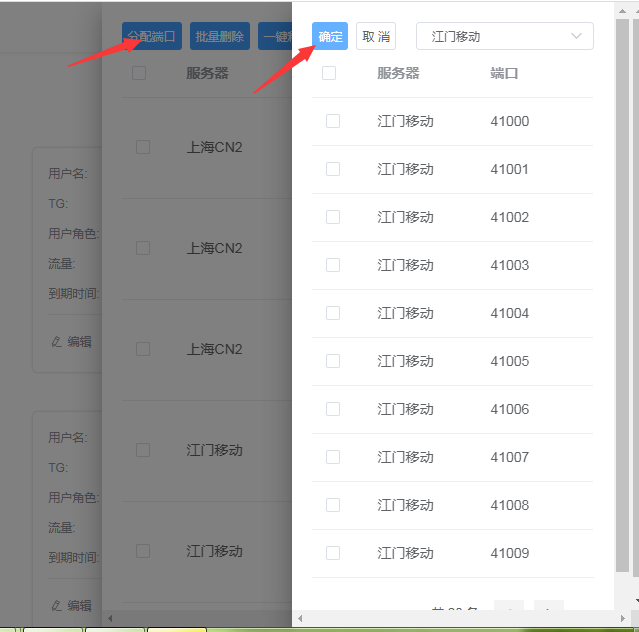 用户名:
TG:
用户角色:
流量:
到期时间:
编辑
用户名:
TG:
用户角色:
流量:
到期时间:
编辑
分配端口 批量删除 一键
服务器
上海CN2
上海CN2
上海CN2
江门移动
江门移动
确定 取消 江门移动
服务器 端口
江门移动 41000
江门移动 41001
江门移动 41002
江门移动 41003
江门移动 41004
江门移动 41005
江门移动 41006
江门移动 41007
江门移动 41008
江门移动 41009